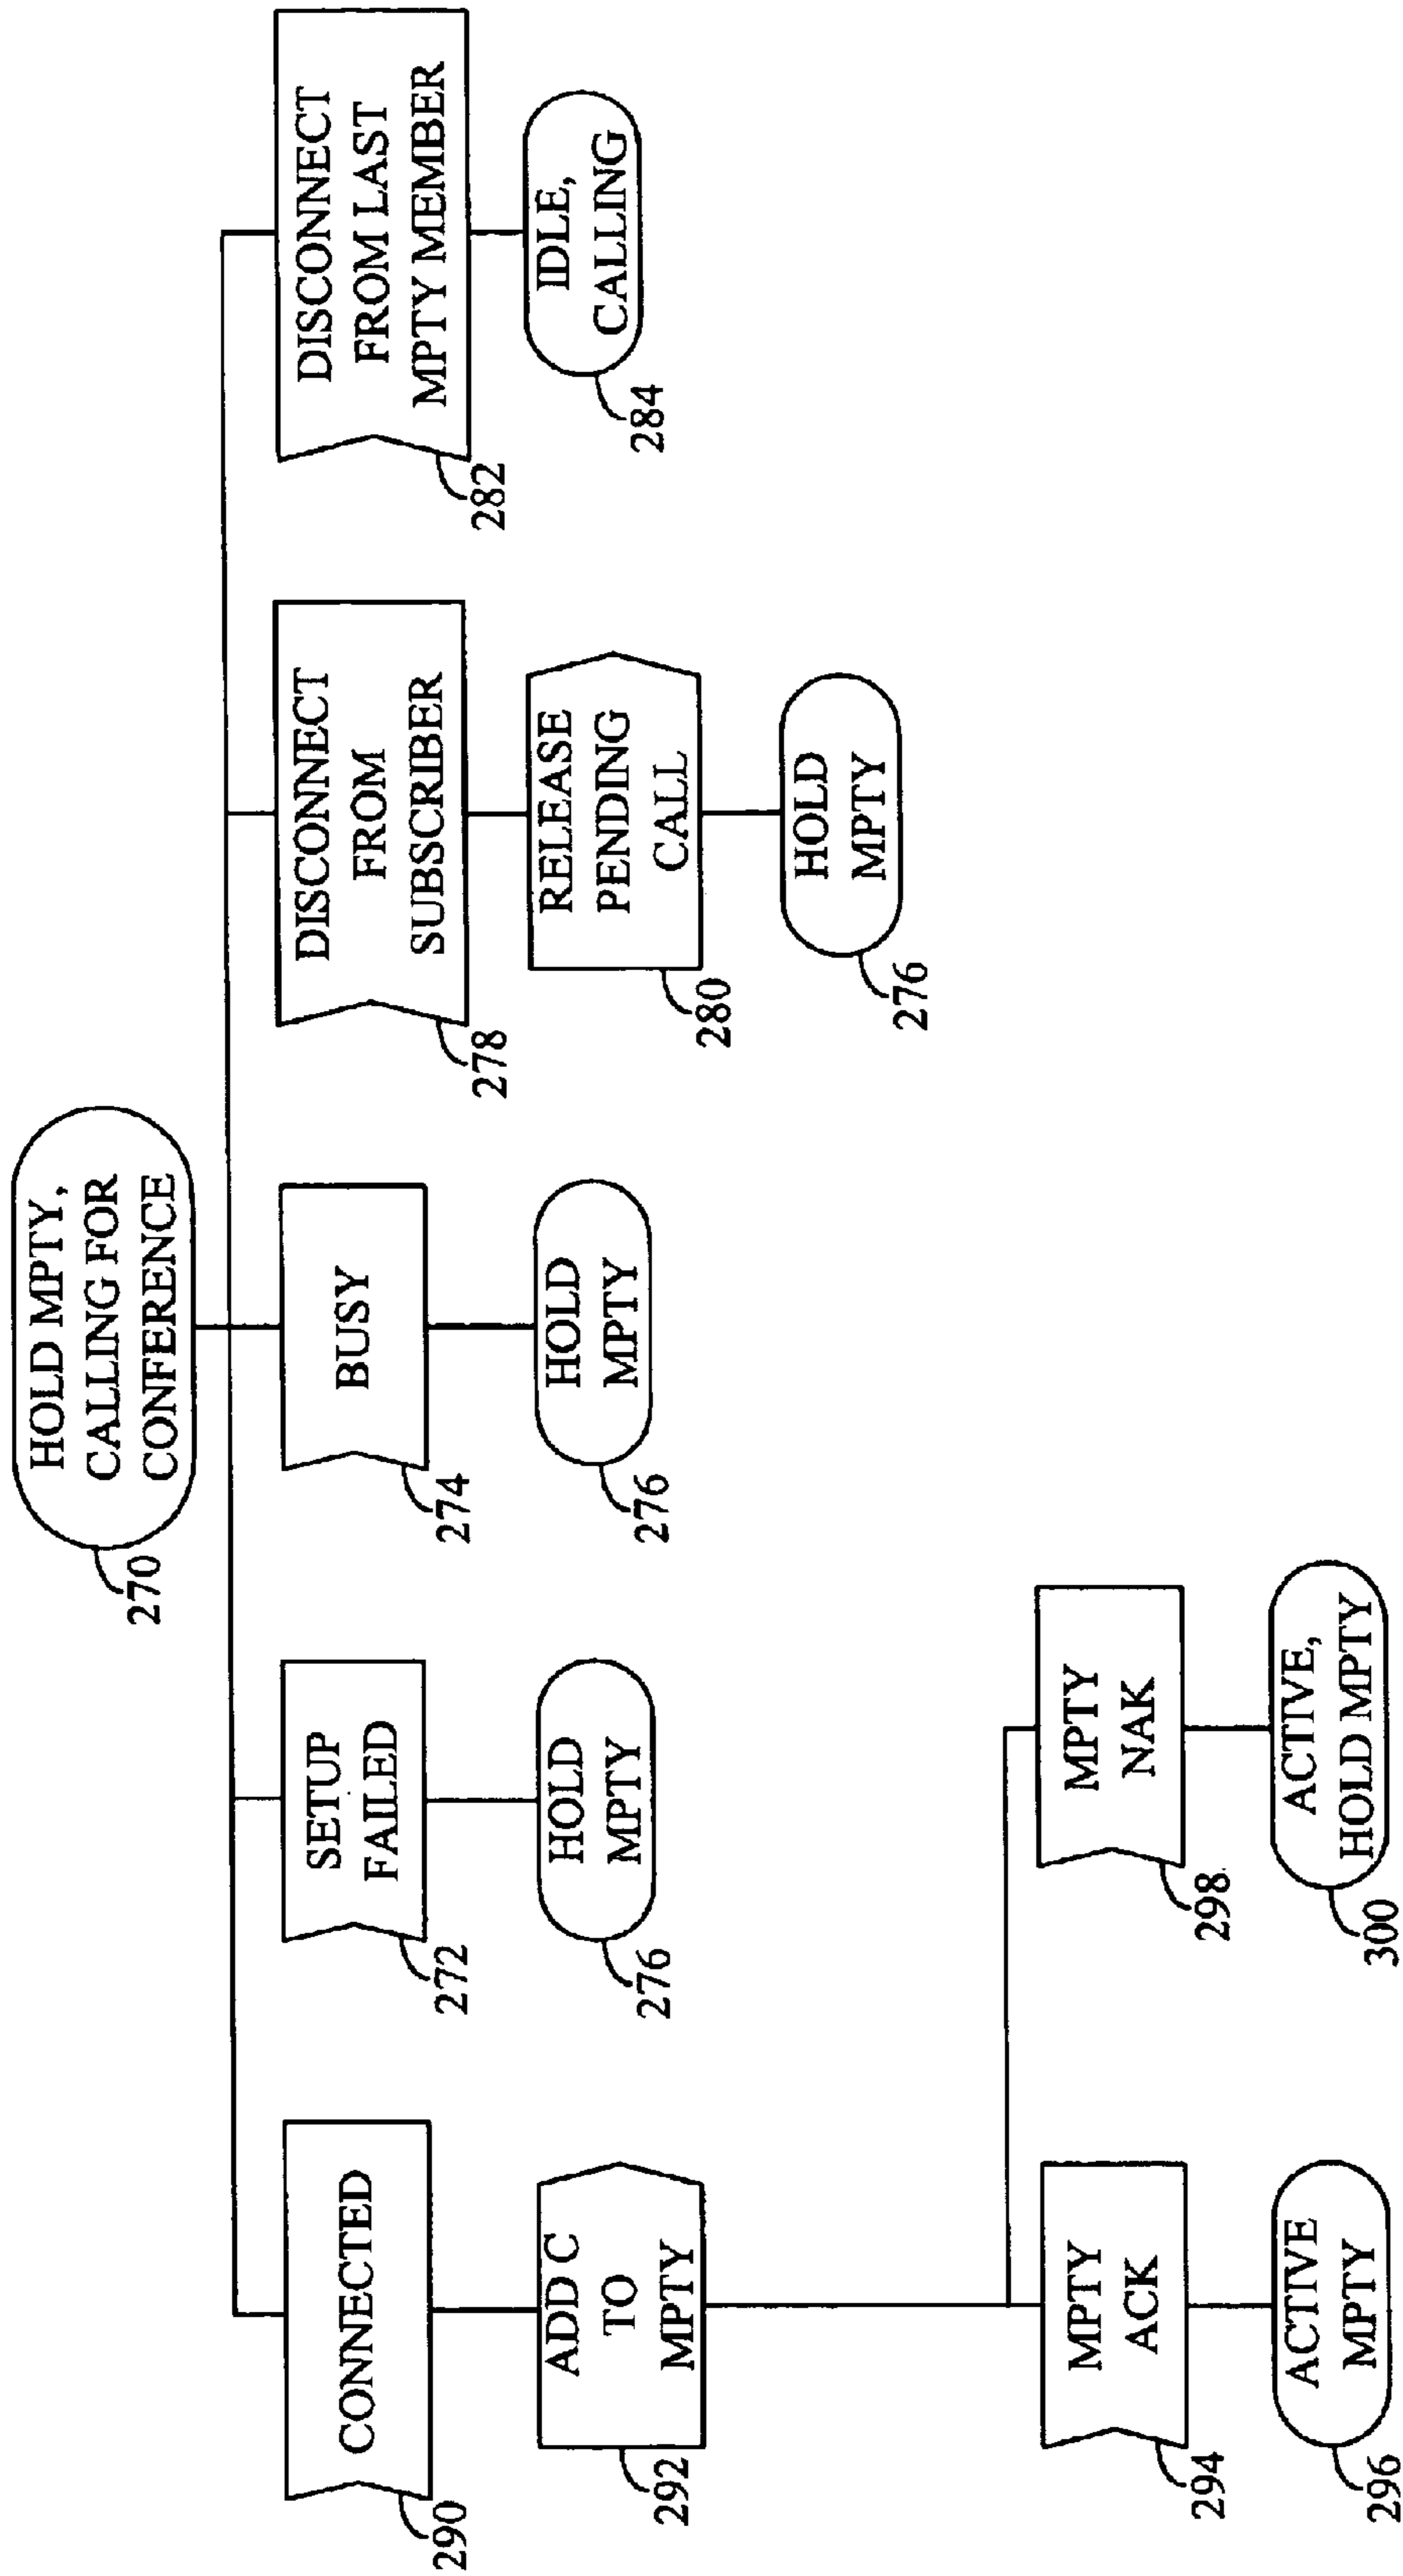 HOLD MPTY,
CALLING FOR
CONFERENCE
270
CONNECTED
290
ADD C
TO
MPTY
292
MPTY
ACK
294
ACTIVE
MPTY
296
MPTY
NAK
298
ACTIVE,
HOLD MPTY
300
SETUP
FAILED
272
HOLD
MPTY
276
BUSY
274
HOLD
MPTY
276
DISCONNECT
FROM
SUBSCRIBER
278
RELEASE
PENDING
CALL
280
HOLD
MPTY
276
DISCONNECT
FROM LAST
MPTY MEMBER
282
IDLE,
CALLING
284